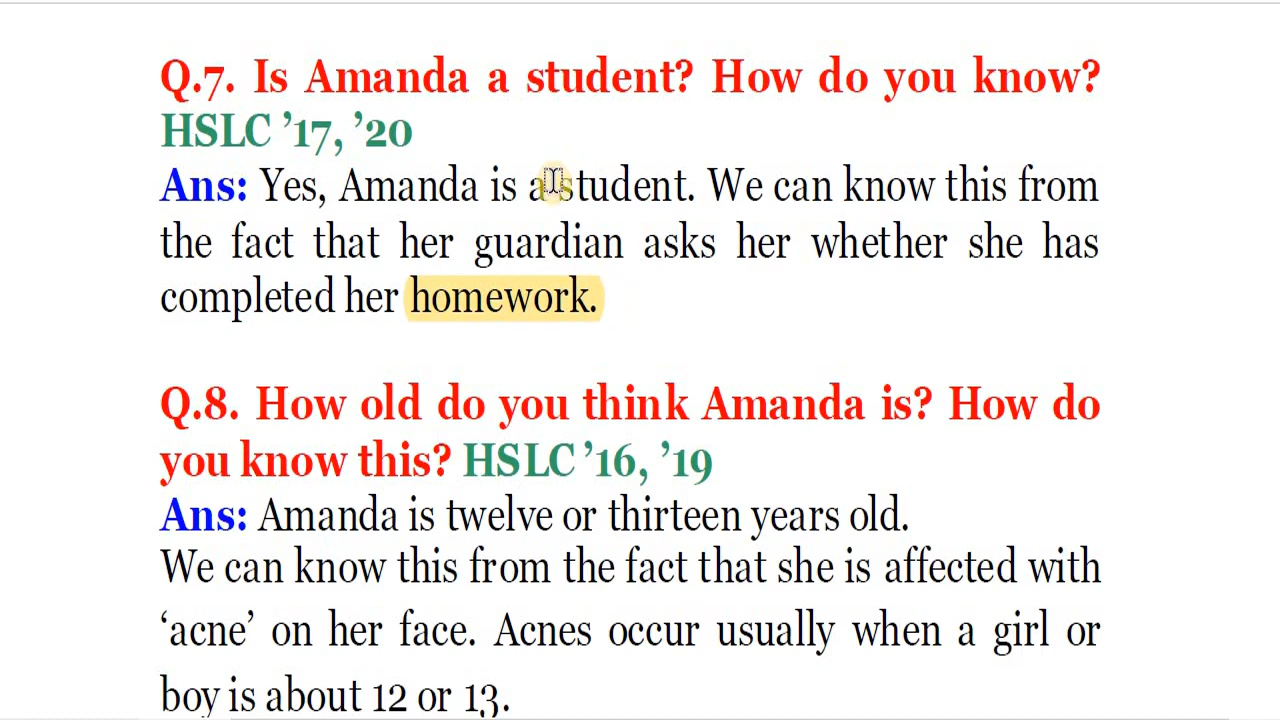 Q.7. Is Amanda a student? How do you know?
HSLC ’17, ’20
Ans: Yes, Amanda is a student. We can know this from
the fact that her guardian asks her whether she has
completed her homework.
Q.8. How old do you think Amanda is? How do
you know this? HSLC ’16, ’19
Ans: Amanda is twelve or thirteen years old.
We can know this from the fact that she is affected with
‘acne’ on her face. Acnes occur usually when a girl or
boy is about 12 or 13.